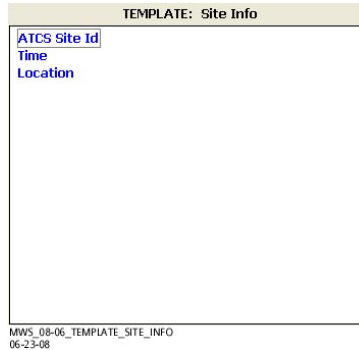 TEMPLATE: Site Info
ATCS Site Id
Time
Location
MWS_08-06_TEMPLATE_SITE_INFO
06-23-08